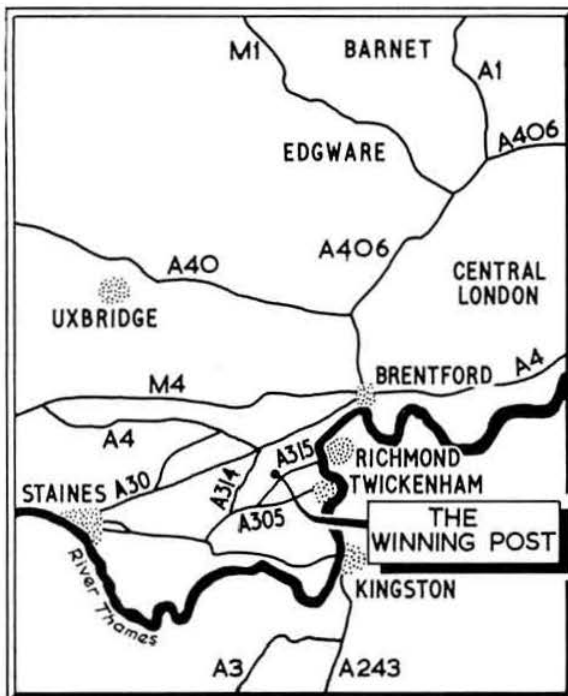 M1
BARNET
A1
A406
EDGWARE
A406
A40
CENTRAL
LONDON
UXBRIDGE
BRENTFORD
A4
M4
A4
A315
RICHMOND
A30
A314
TWICKENHAM
STAINES
A305
THE
WINNING POST
River Thames
KINGSTON
A3
A243